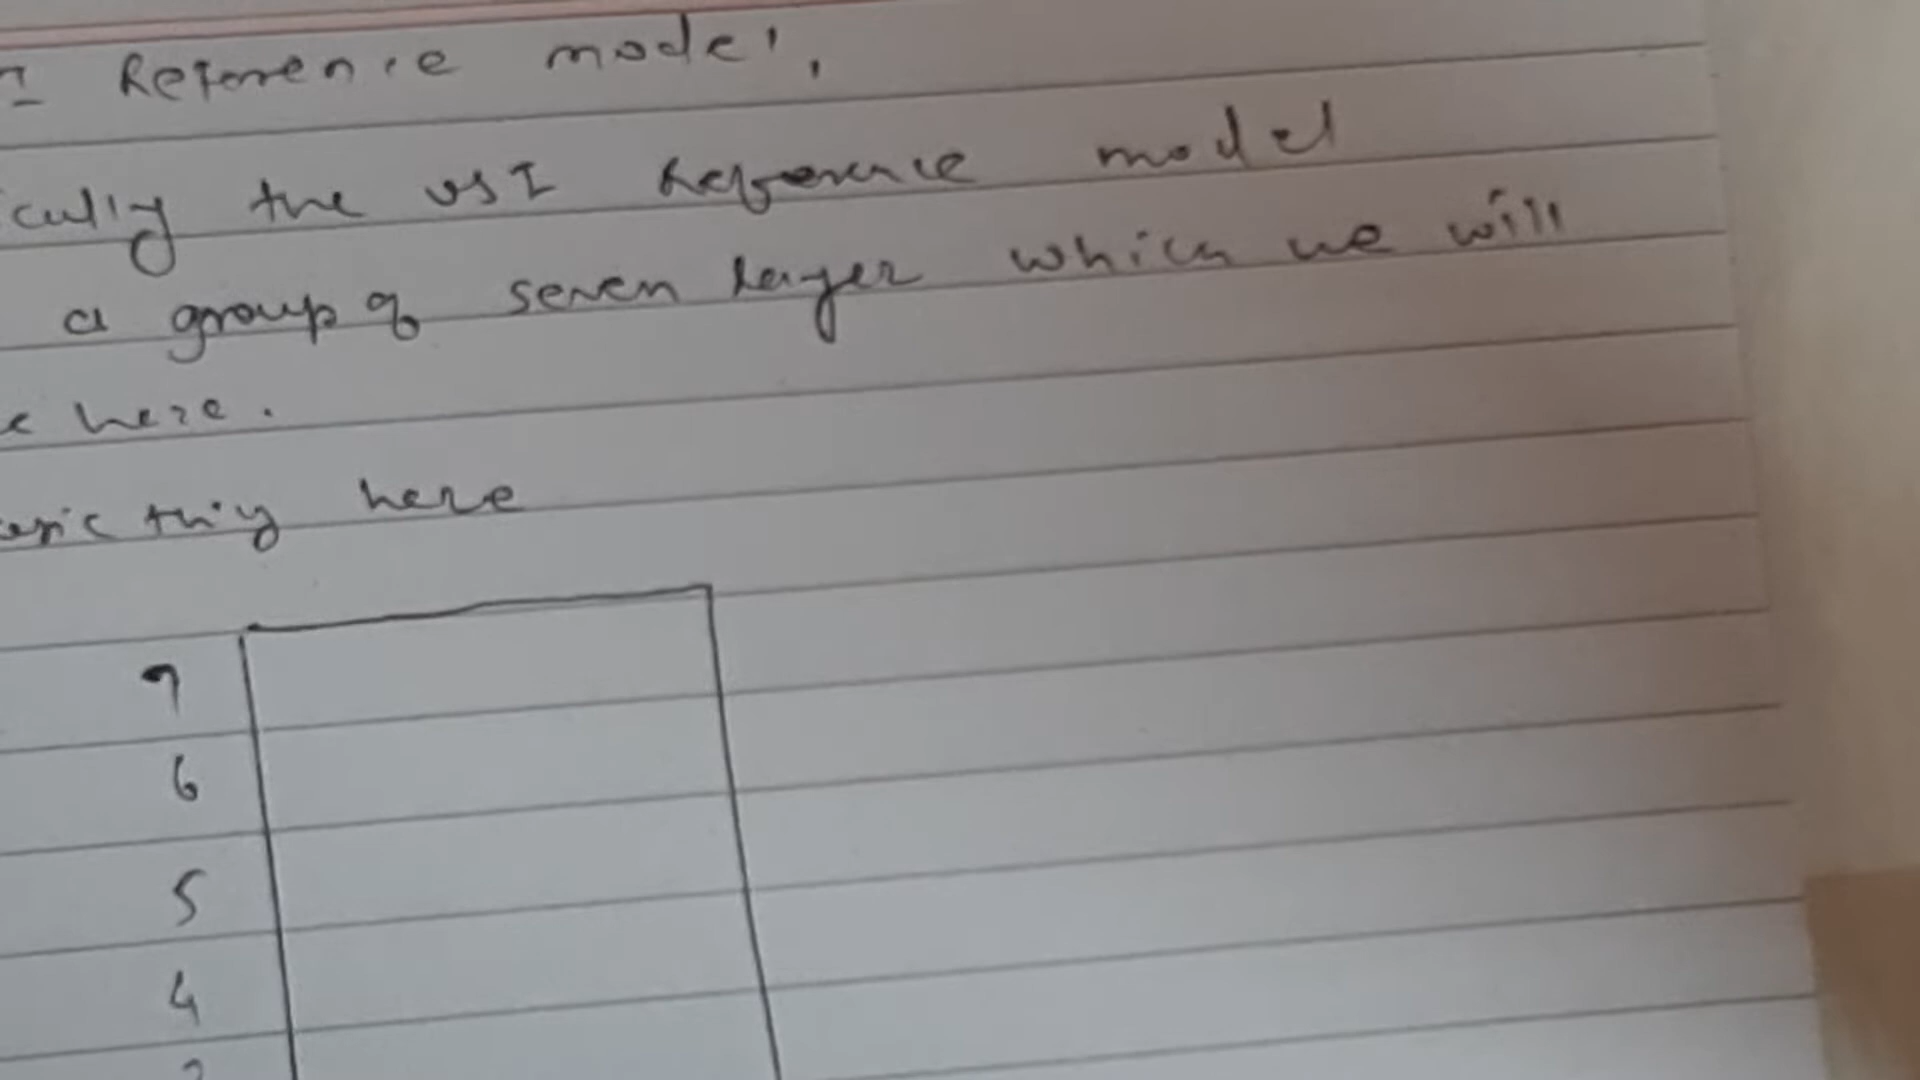 I Reference model,
ically the OSI Reference model
a group of seven layer which we will
here.
thing here
7
6
5
4